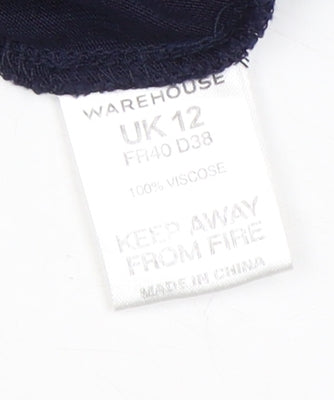 WAREHOUSE
UK 12
FR40 D38
100% VISCOSE
KEEP AWAY
FROM FIRE
MADE IN CHINA